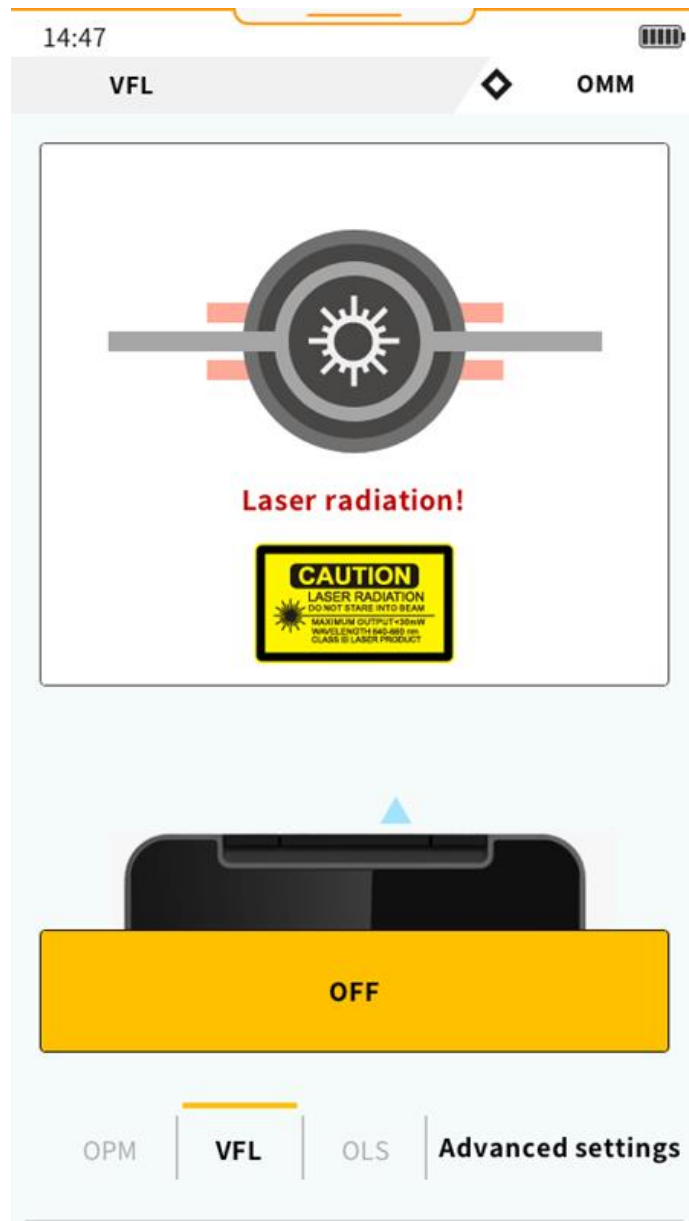 14:47
VFL
OMM
Laser radiation!
CAUTION
LASER RADIATION
DO NOT STARE INTO BEAM
MAXIMUM OUTPUT<30mW
WAVELENGTH 640-660 nm
CLASS III LASER PRODUCT
OFF
OPM VFL OLS Advanced settings